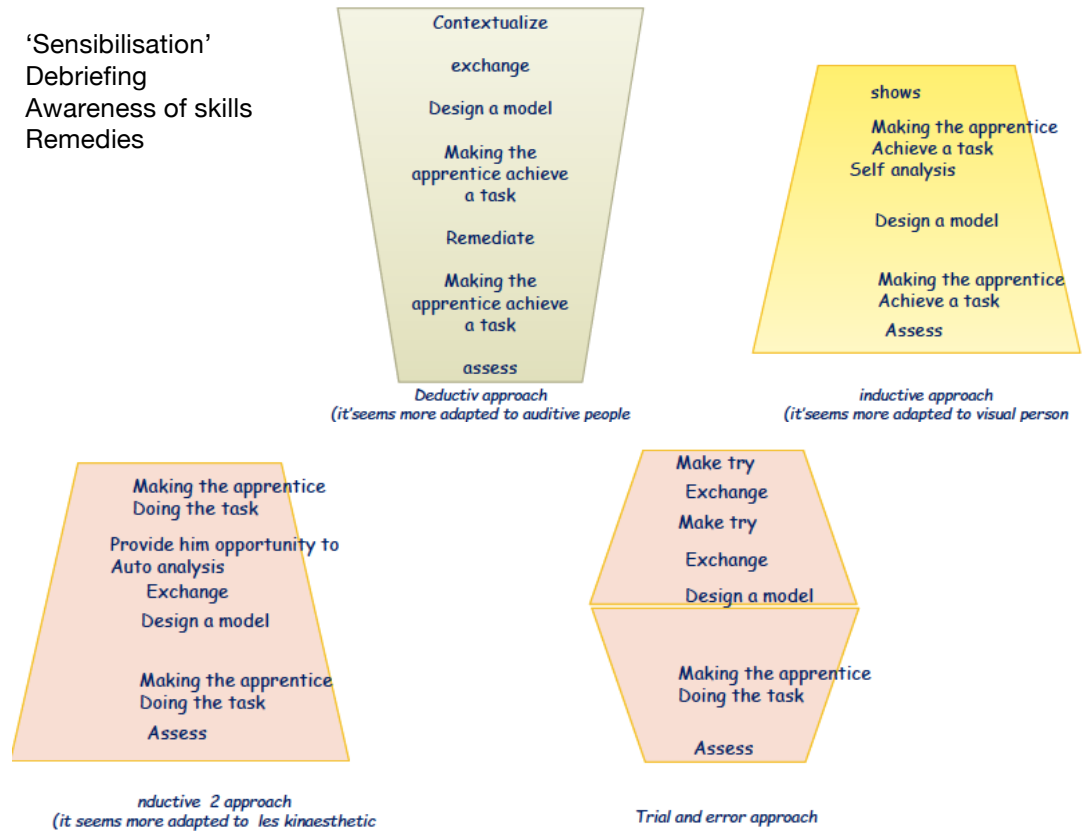 ‘Sensibilisation’
Debriefing
Awareness of skills
Remedies
Contextualize
exchange
Design a model
Making the
apprentice achieve
a task
Remediate
Making the
apprentice achieve
a task
assess
Deductiv approach
(it'seems more adapted to auditive people
shows
Making the apprentice
Achieve a task
Self analysis
Design a model
Making the apprentice
Achieve a task
Assess
inductive approach
(it'seems more adapted to visual person
Making the apprentice
Doing the task
Provide him opportunity to
Auto analysis
Exchange
Design a model
Making the apprentice
Doing the task
Assess
nductive 2 approach
(it seems more adapted to les kinaesthetic
Make try
Exchange
Make try
Exchange
Design a model
Making the apprentice
Doing the task
Assess
Trial and error approach